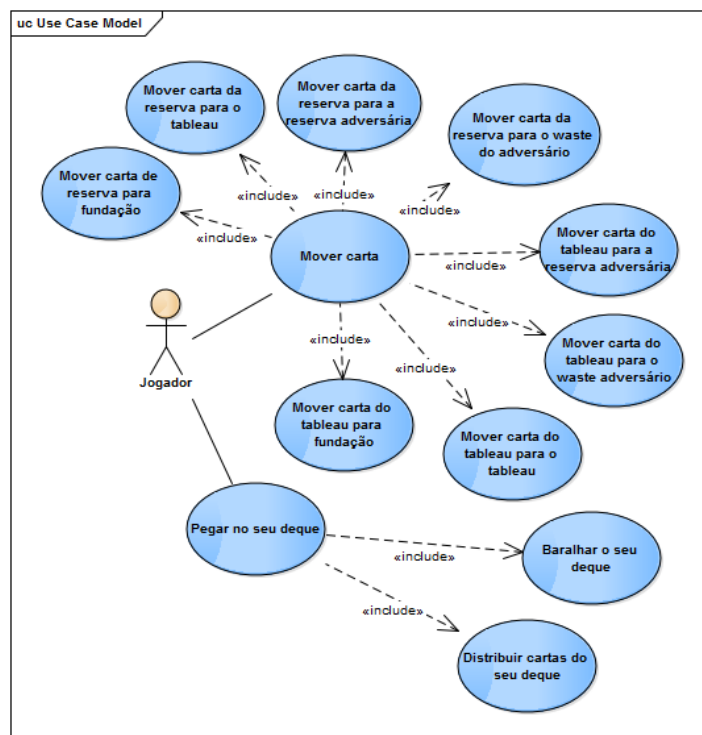 uc Use Case Model
Mover carta da
reserva para o
tableau
Mover carta da
reserva para a
reserva adversária
Mover carta da
reserva para o waste
do adversário
Mover carta de
reserva para
fundação
«include»
«include»
«include»
«include»
Mover carta
Mover carta do
tableau para a
reserva adversária
«include»
«include»
Mover carta do
tableau para o
waste adversário
«include»
«include»
Jogador
Mover carta do
tableau para
fundação
Mover carta do
tableau para o
tableau
Pegar no seu deque
Baralhar o seu
deque
«include»
«include»
Distribuir cartas do
seu deque